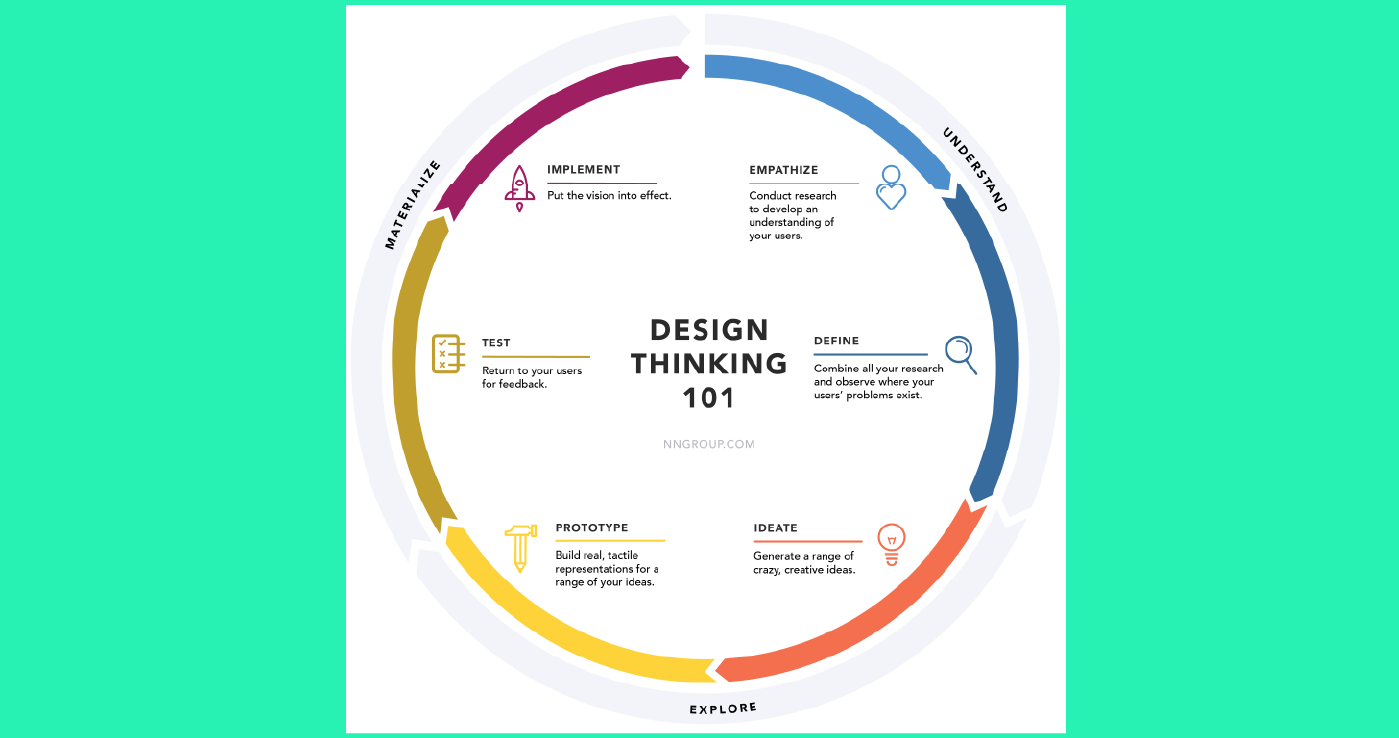 UNDERSTAND
EMPATHIZE
Conduct research
to develop an
understanding of
your users.
DEFINE
Combine all your research
and observe where your
users' problems exist.
EXPLORE
IDEATE
Generate a range of
crazy, creative ideas.
PROTOTYPE
Build real, tactile
representations for a
range of your ideas.
MATERIALIZE
TEST
Return to your users
for feedback.
IMPLEMENT
Put the vision into effect.
DESIGN
THINKING
101
NNGROUP.COM